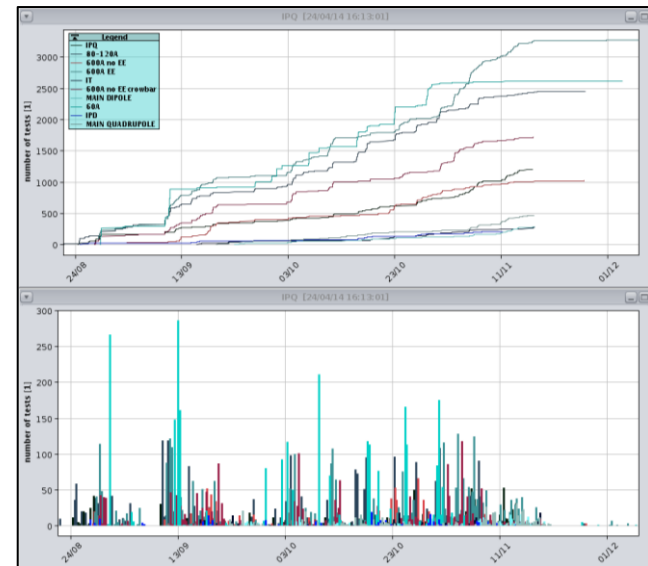 IPQ [24/04/14 16:13:01]
Legend
IPQ
80-120A
600A no EE
600A EE
IT
600A no EE crowbar
MAIN DIPOLE
60A
IPD
MAIN QUADRUPOLE
number of tests [1]
3000
2500
2000
1500
1000
500
0
24/08
13/09
03/10
23/10
11/11
01/12
IPQ [24/04/14 16:13:01]
number of tests [1]
300
250
200
150
100
50
0
24/08
13/09
03/10
23/10
11/11
01/12